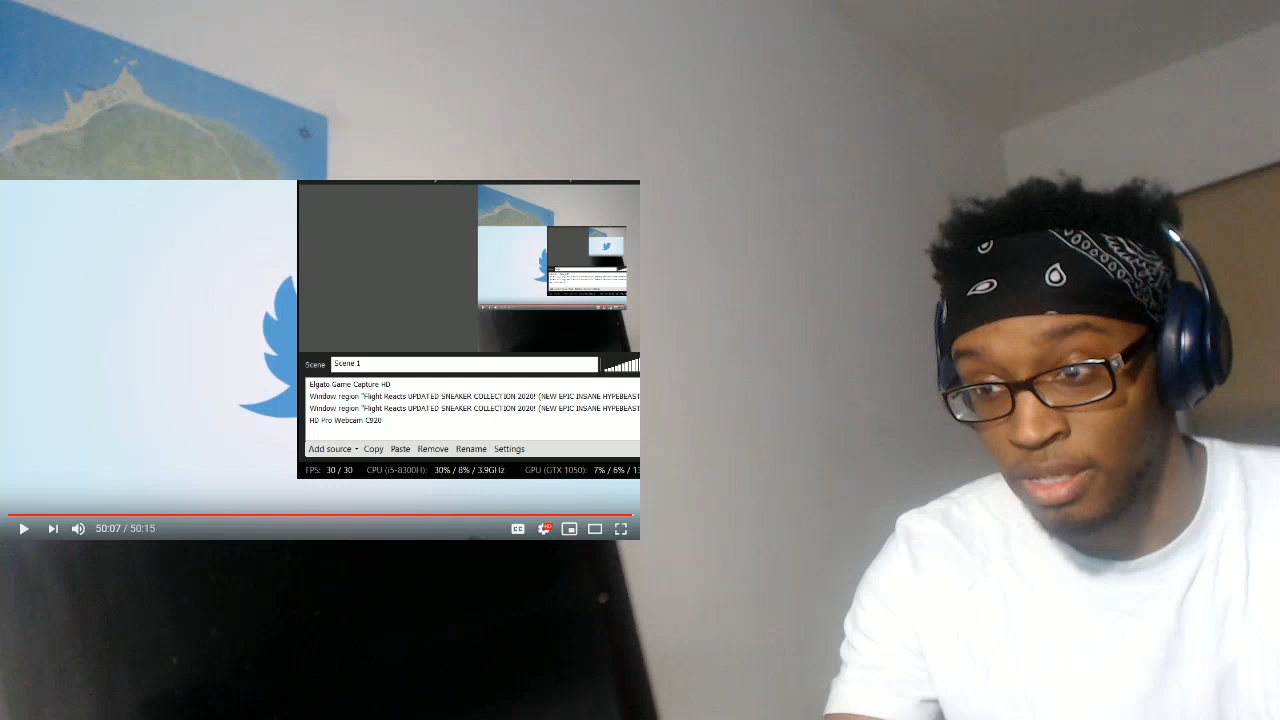 Scene Scene 1
Elgato Game Capture HD
Window region "Flight Reacts UPDATED SNEAKER COLLECTION 2020! (NEW EPIC INSANE HYPEBEAST
Window region "Flight Reacts UPDATED SNEAKER COLLECTION 2020! (NEW EPIC INSANE HYPEBEAST
HD Pro Webcam C920
Add source Copy Paste Remove Rename Settings
FPS: 30 / 30 CPU (i5-8300H): 30% / 8% / 3.9GHz GPU (GTX 1050): 7% / 6% / 13
50:07 / 50:15 CC HD